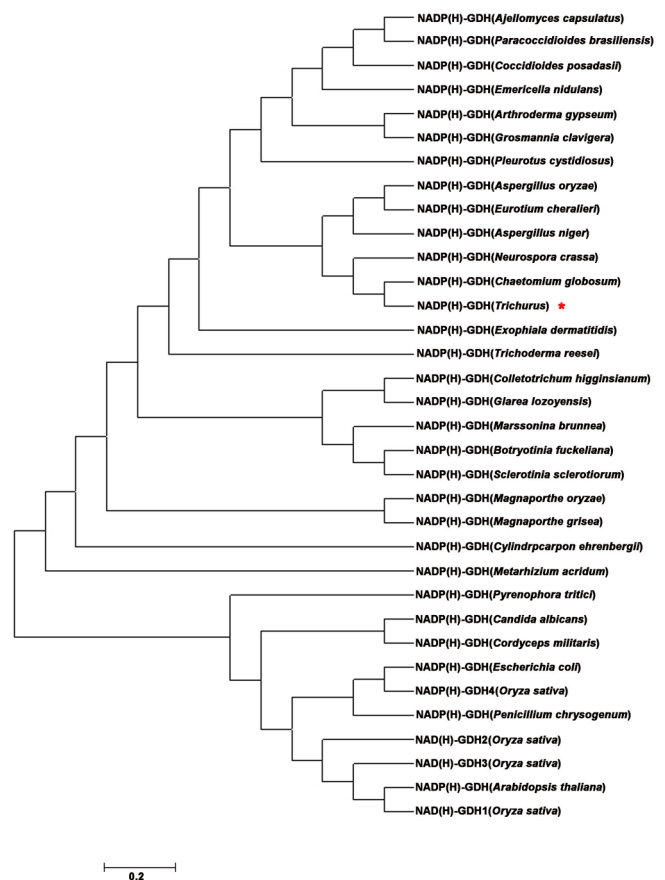 NADP(H)-GDH(Ajellomyces capsulatus)
NADP(H)-GDH(Paracoccidioides brasiliensis)
NADP(H)-GDH(Coccidioides posadasii)
NADP(H)-GDH(Emericella nidulans)
NADP(H)-GDH(Arthroderma gypseum)
NADP(H)-GDH(Grosmannia clavigera)
NADP(H)-GDH(Pleurotus cystidiosus)
NADP(H)-GDH(Aspergillus oryzae)
NADP(H)-GDH(Eurotium cheralieri)
NADP(H)-GDH(Aspergillus niger)
NADP(H)-GDH(Neurospora crassa)
NADP(H)-GDH(Chaetomium globosum)
NADP(H)-GDH(Trichurus) *
NADP(H)-GDH(Exophiala dermatitidis)
NADP(H)-GDH(Trichoderma reesei)
NADP(H)-GDH(Colletotrichum higginsianum)
NADP(H)-GDH(Glarea lozoyensis)
NADP(H)-GDH(Marssonina brunnea)
NADP(H)-GDH(Botryotinia fuckeliana)
NADP(H)-GDH(Sclerotinia sclerotiorum)
NADP(H)-GDH(Magnaporthe oryzae)
NADP(H)-GDH(Magnaporthe grisea)
NADP(H)-GDH(Cylindrpcarpon ehrenbergii)
NADP(H)-GDH(Metarhizium acridum)
NADP(H)-GDH(Pyrenophora tritici)
NADP(H)-GDH(Candida albicans)
NADP(H)-GDH(Cordyceps militaris)
NADP(H)-GDH(Escherichia coli)
NADP(H)-GDH4(Oryza sativa)
NADP(H)-GDH(Penicillium chrysogenum)
NAD(H)-GDH2(Oryza sativa)
NAD(H)-GDH3(Oryza sativa)
NADP(H)-GDH(Arabidopsis thaliana)
NAD(H)-GDH1(Oryza sativa)
0.2